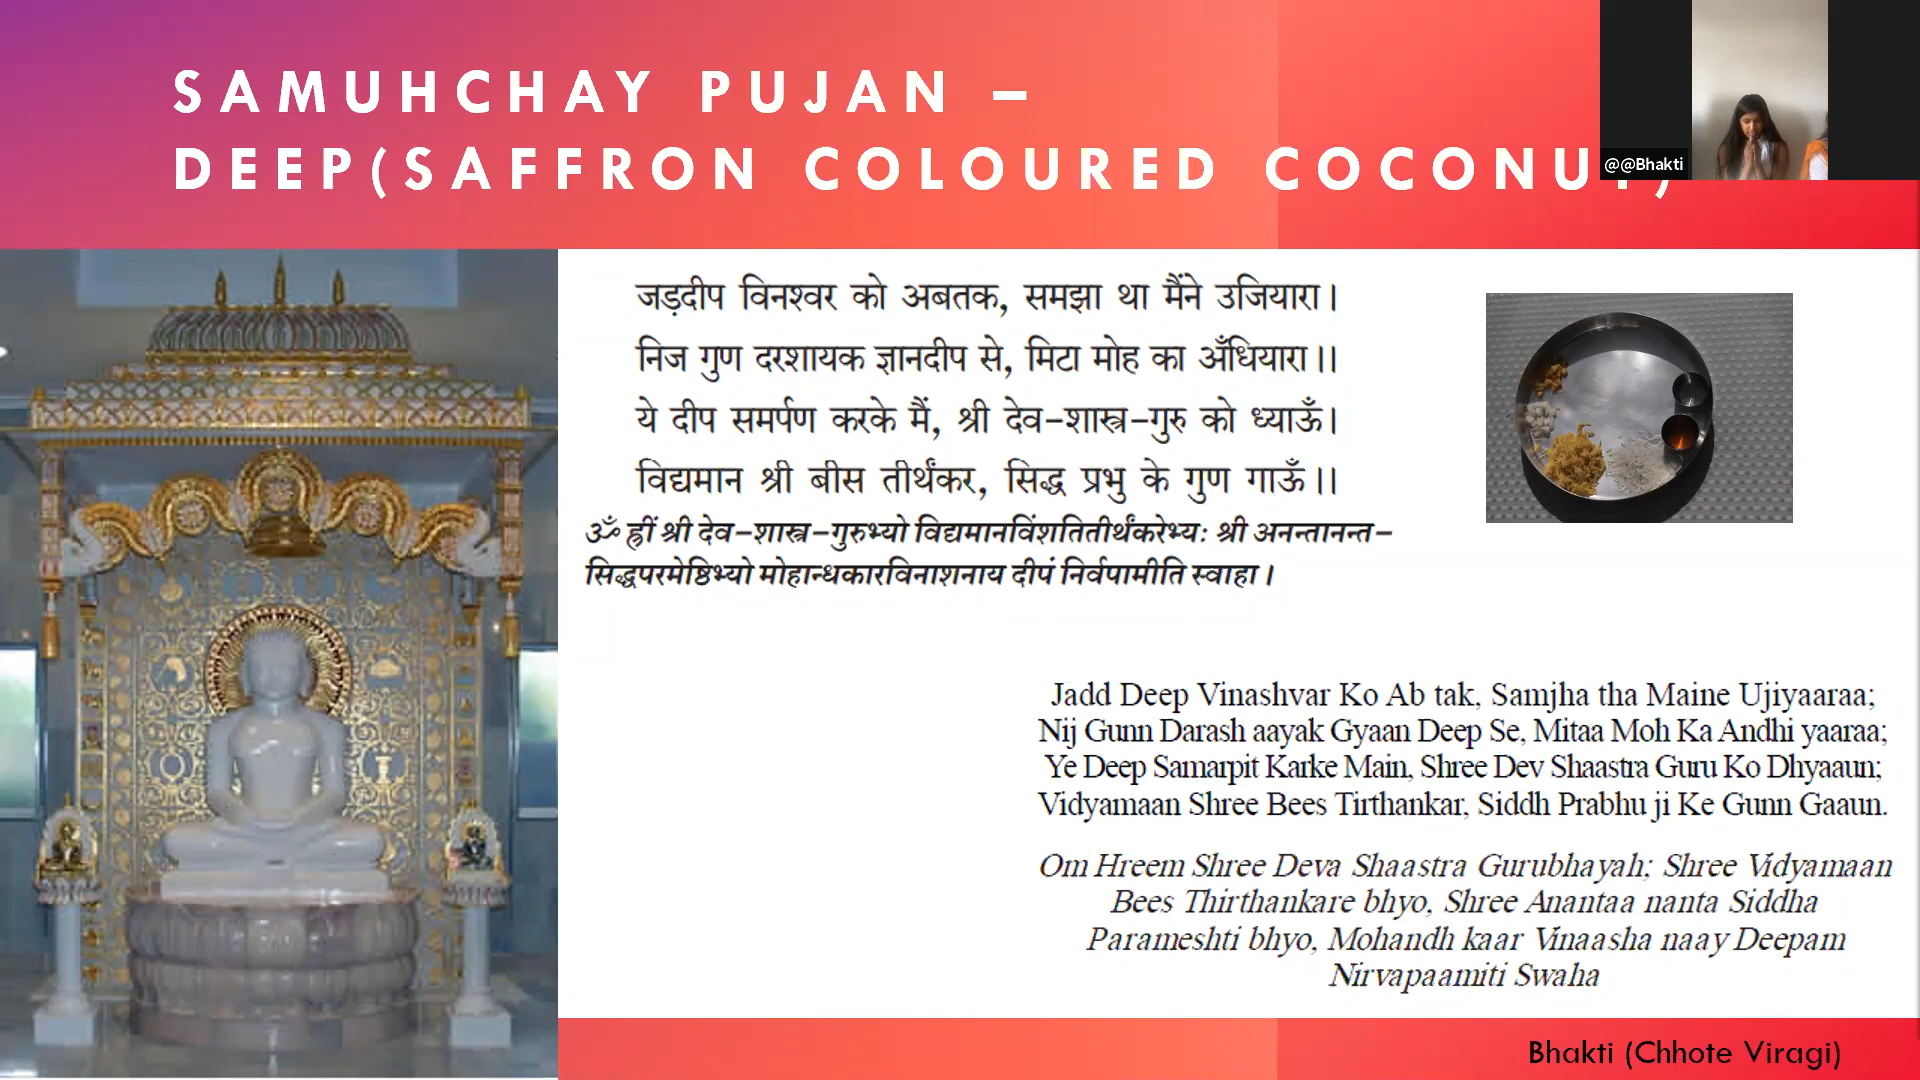 SAMUHCHAY PUJAN –
DEEP(SAFFRON COLOURED COCONUT)
@@Bhakti
जड़दीप विनश्वर को अबतक, समझा था मैंने उजियारा।
निज गुण दरशायक ज्ञानदीप से, मिटा मोह का अँधियारा।।
ये दीप समर्पण करके मैं, श्री देव-शास्त्र-गुरु को ध्याऊँ।
विद्यमान श्री बीस तीर्थंकर, सिद्ध प्रभु के गुण गाऊँ।।
ॐ ह्रीं श्री देव-शास्त्र-गुरुभ्यो विद्यमानविंशतितीर्थंकरेभ्यः श्री अनन्तानन्त-
सिद्धपरमेष्ठिभ्यो मोहान्धकारविनाशनाय दीपं निर्वपामीति स्वाहा।
Jadd Deep Vinashvar Ko Ab tak, Samjha tha Maine Ujiyaaraa;
Nij Gunn Darash aayak Gyaan Deep Se, Mitaa Moh Ka Andhi yaaraa;
Ye Deep Samarpit Karke Main, Shree Dev Shaastra Guru Ko Dhyaaun;
Vidyamaan Shree Bees Tirthankar, Siddh Prabhu ji Ke Gunn Gaaun.
Om Hreem Shree Deva Shaastra Gurubhayah; Shree Vidyamaan
Bees Thirthankare bhyo, Shree Anantaa nanta Siddha
Parameshti bhyo, Mohandh kaar Vinaasha naay Deepam
Nirvapaamiti Swaha
Bhakti (Chhote Viragi)